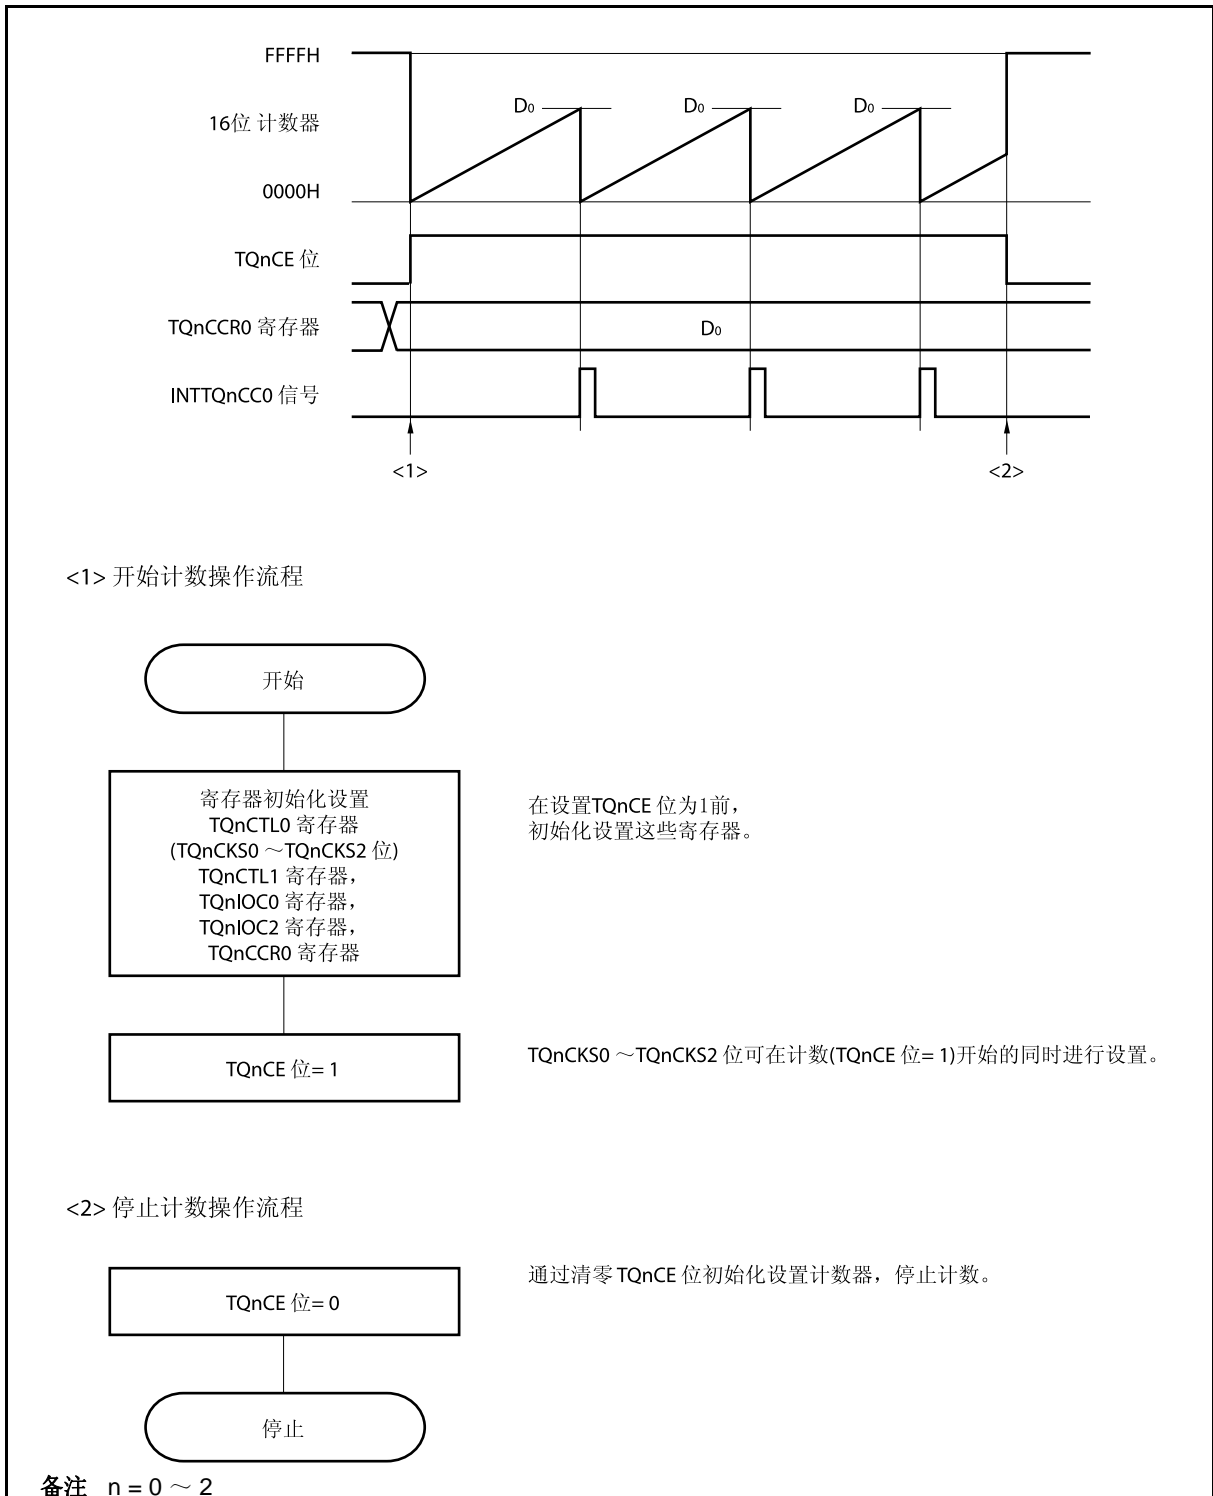 FFFFH
D0 D0 D0
16位 计数器
0000H
TQnCE 位
TQnCCR0 寄存器
D0
INTTQnCC0 信号
<1> <2>
<1> 开始计数操作流程
开始
寄存器初始化设置
TQnCTL0 寄存器
(TQnCKS0 ～TQnCKS2 位)
TQnCTL1 寄存器，
TQnIOC0 寄存器，
TQnIOC2 寄存器，
TQnCCR0 寄存器
在设置TQnCE 位为1前，
初始化设置这些寄存器。
TQnCE 位= 1
TQnCKS0 ～TQnCKS2 位可在计数(TQnCE 位= 1)开始的同时进行设置。
<2> 停止计数操作流程
TQnCE 位= 0
通过清零 TQnCE 位初始化设置计数器，停止计数。
停止
备注 n = 0 ～ 2